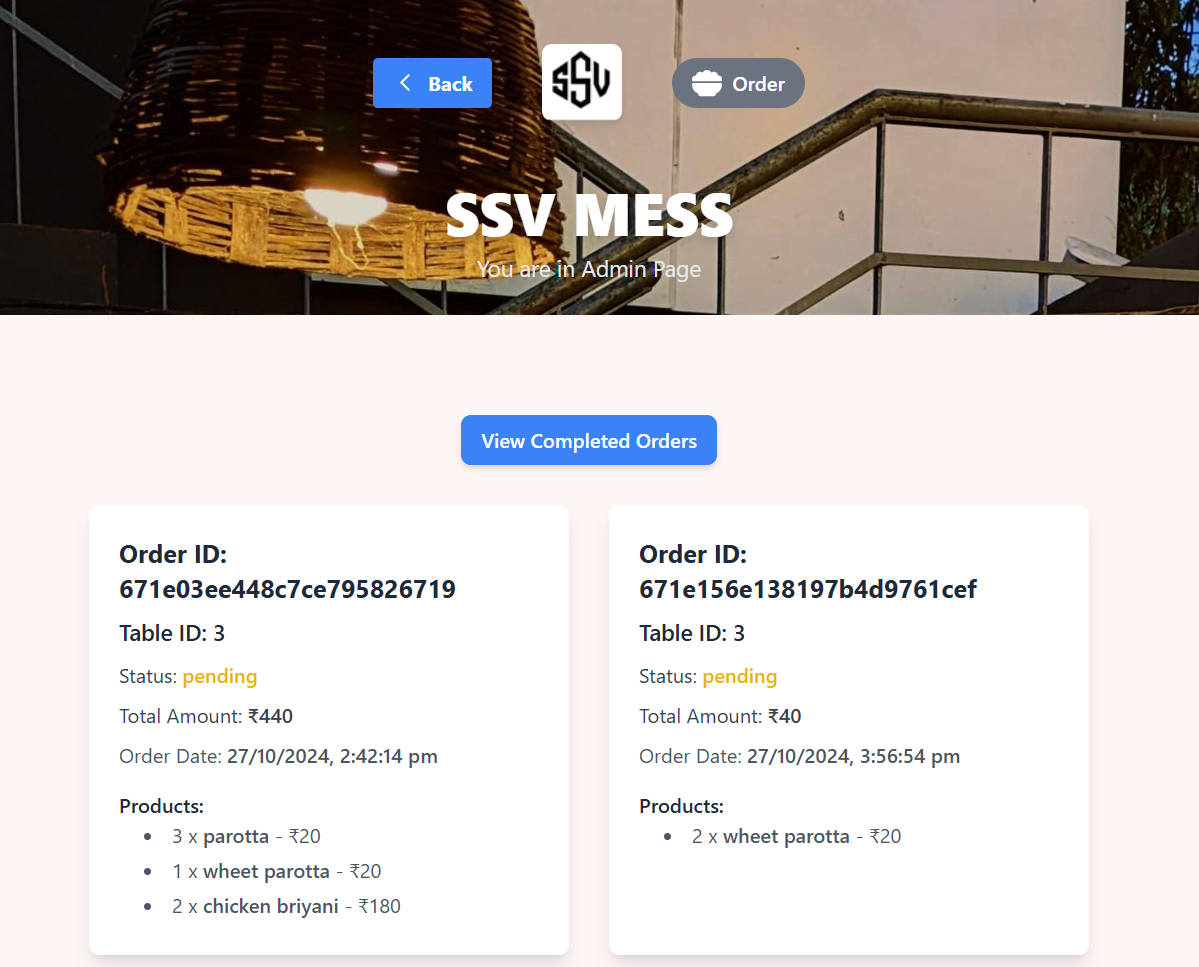 Back
SSV
Order
SSV MESS
You are in Admin Page
View Completed Orders
Order ID:
671e03ee448c7ce795826719
Table ID: 3
Status: pending
Total Amount: ₹440
Order Date: 27/10/2024, 2:42:14 pm
Products:
3 x parotta - ₹20
1 x wheet parotta - ₹20
2 x chicken briyani - ₹180
Order ID:
671e156e138197b4d9761cef
Table ID: 3
Status: pending
Total Amount: ₹40
Order Date: 27/10/2024, 3:56:54 pm
Products:
2 x wheet parotta - ₹20